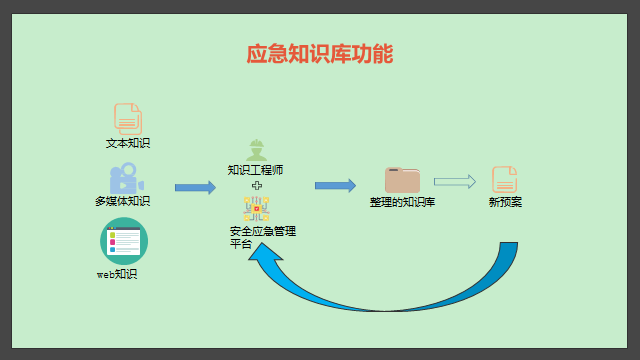 应急知识库功能
文本知识
多媒体知识
web知识
知识工程师
安全应急管理
平台
整理的知识库
新预案